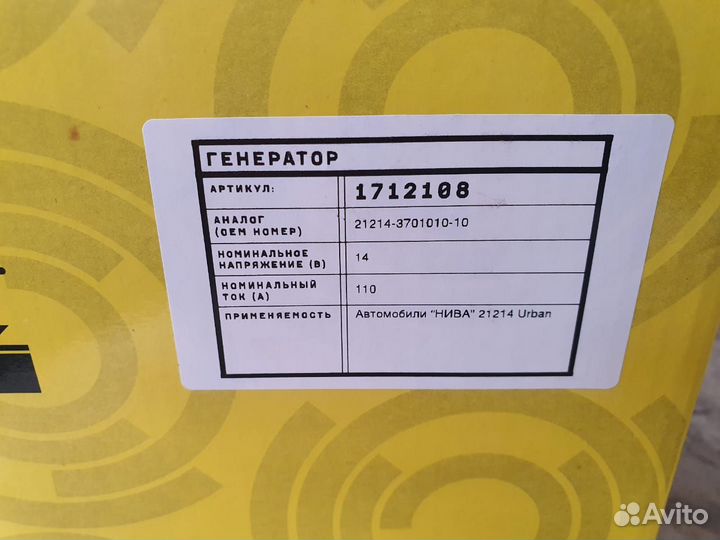 ГЕНЕРАТОР
АРТИКУЛ: 1712108
АНАЛОГ
(OEM НОМЕР) 21214-3701010-10
НОМИНАЛЬНОЕ
НАПРЯЖЕНИЕ (В) 14
НОМИНАЛЬНЫЙ
ТОК (А) 110
ПРИМЕНЯЕМОСТЬ Автомобили "НИВА" 21214 Urban
Avito